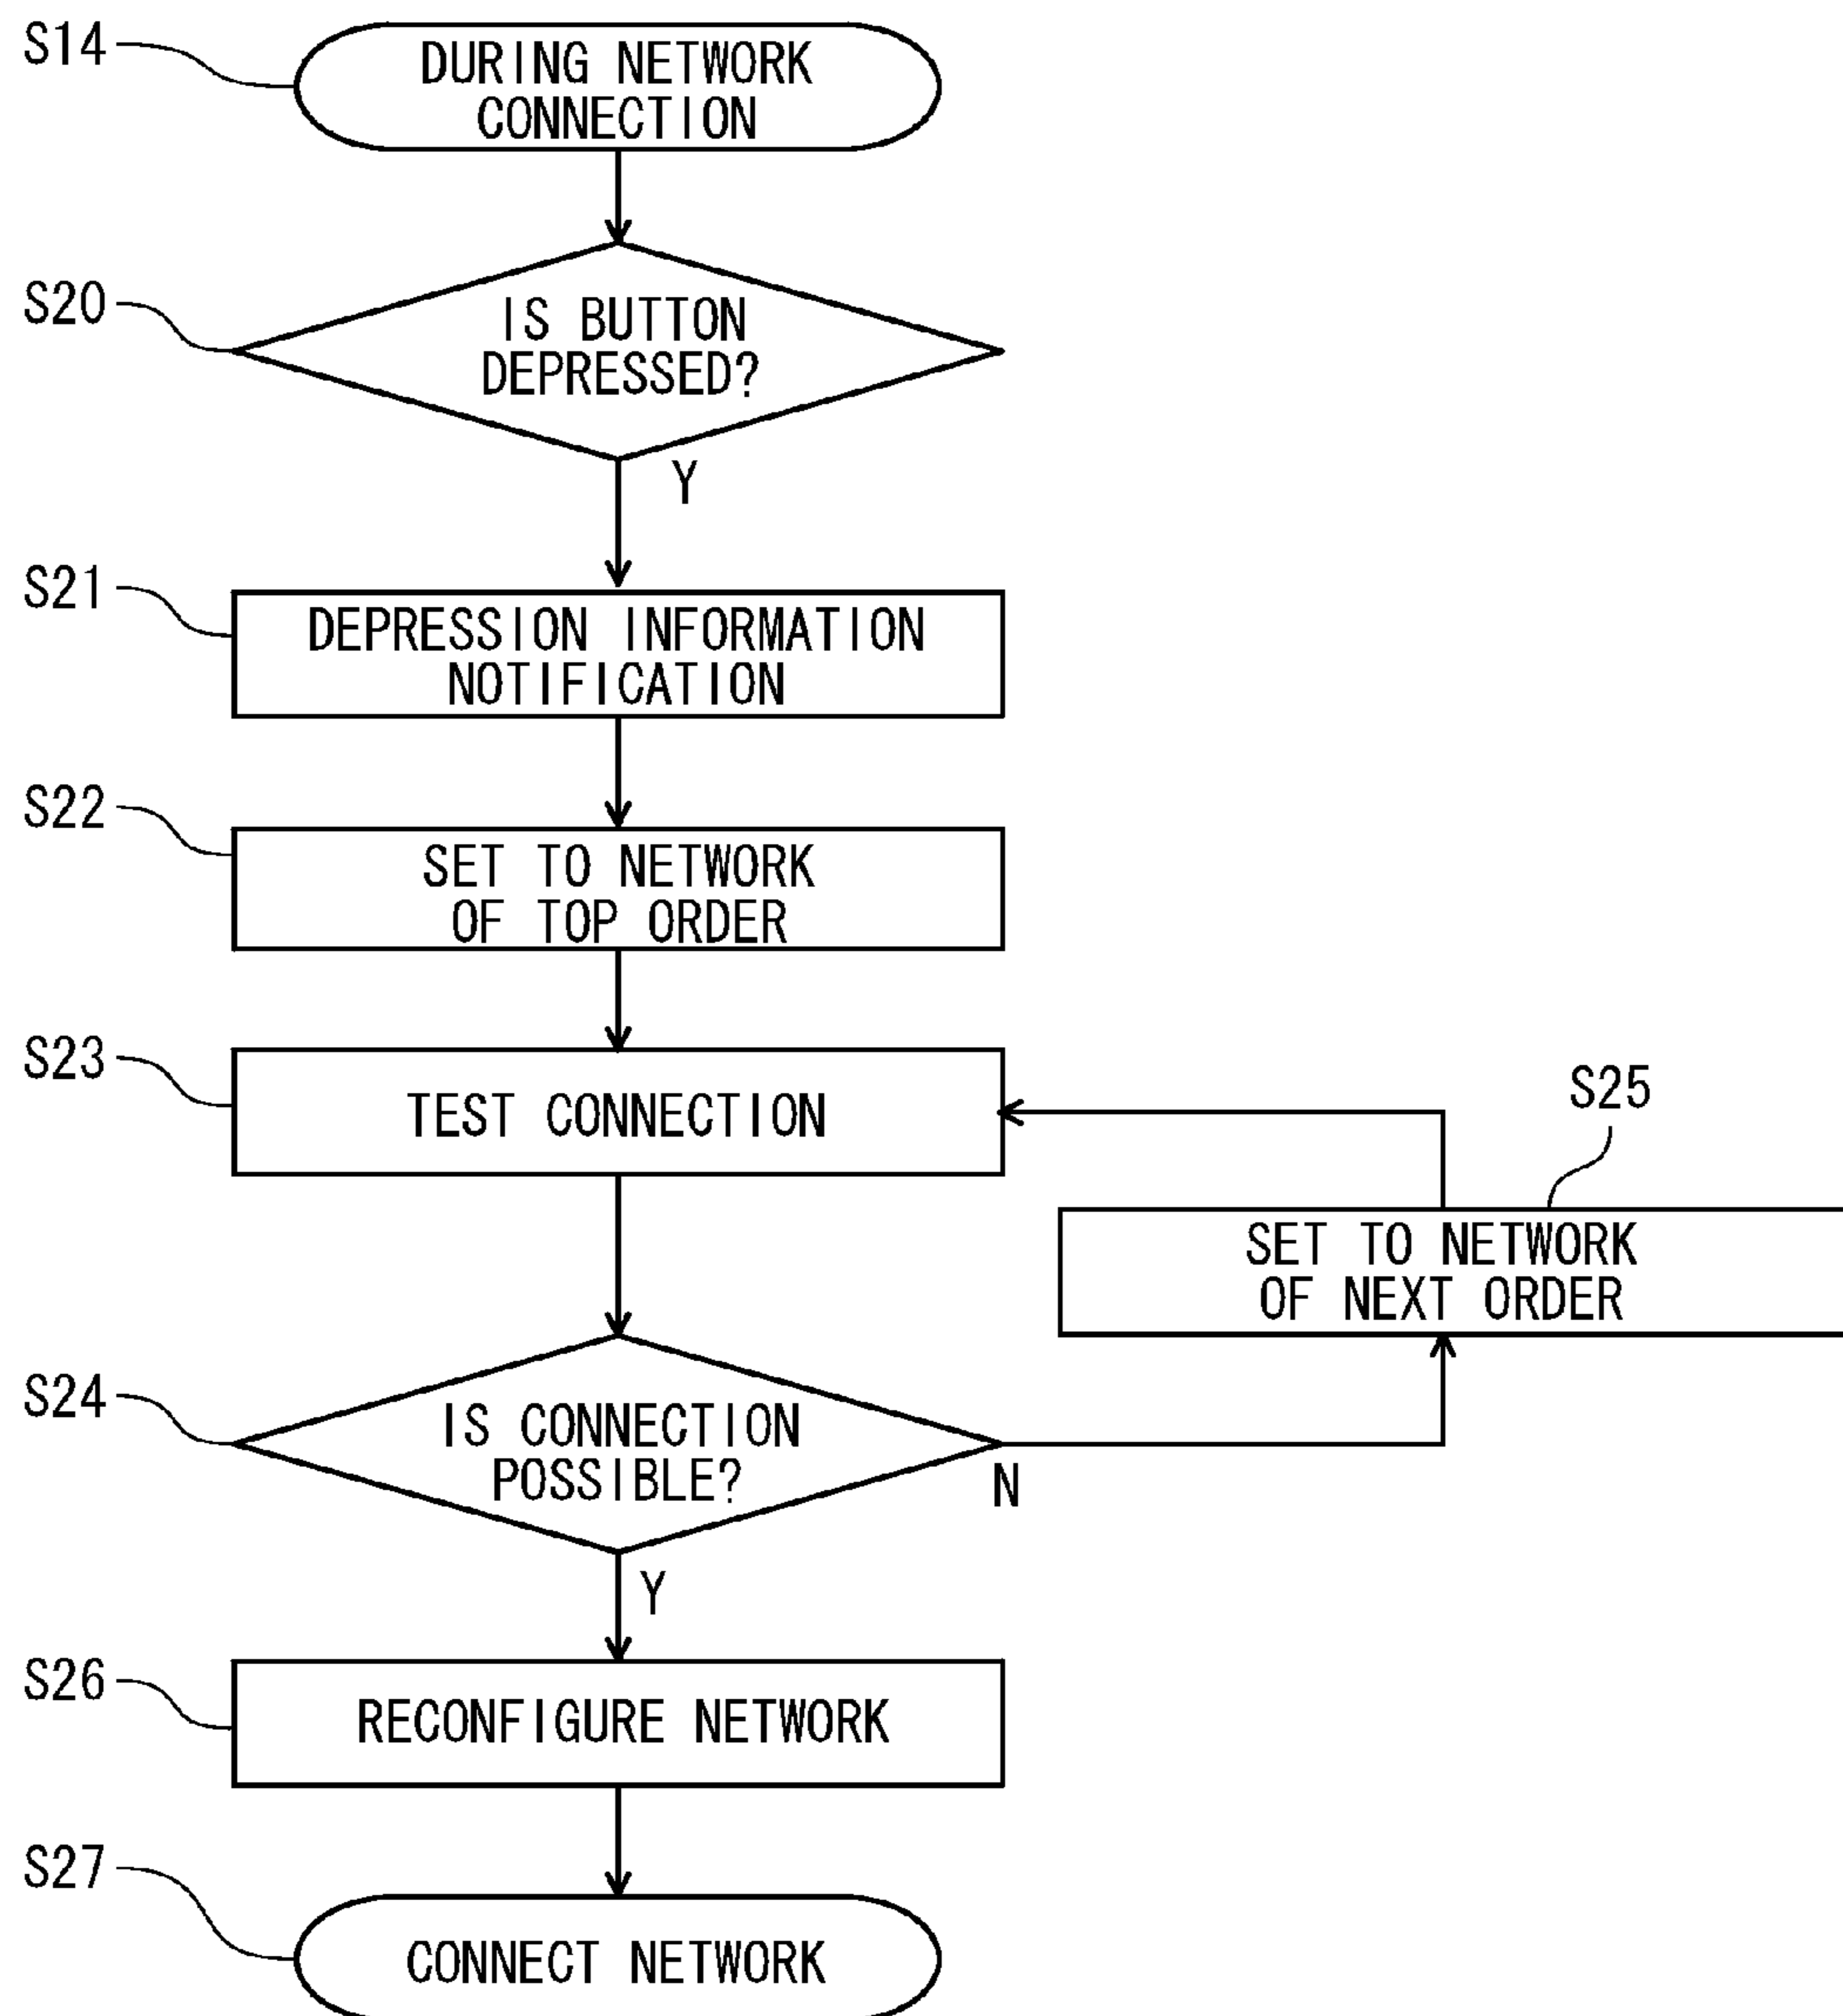 S14
DURING NETWORK
CONNECTION
S20
IS BUTTON
DEPRESSED?
Y
S21
DEPRESSION INFORMATION
NOTIFICATION
S22
SET TO NETWORK
OF TOP ORDER
S23
TEST CONNECTION
S25
SET TO NETWORK
OF NEXT ORDER
S24
IS CONNECTION
POSSIBLE?
N
Y
S26
RECONFIGURE NETWORK
S27
CONNECT NETWORK